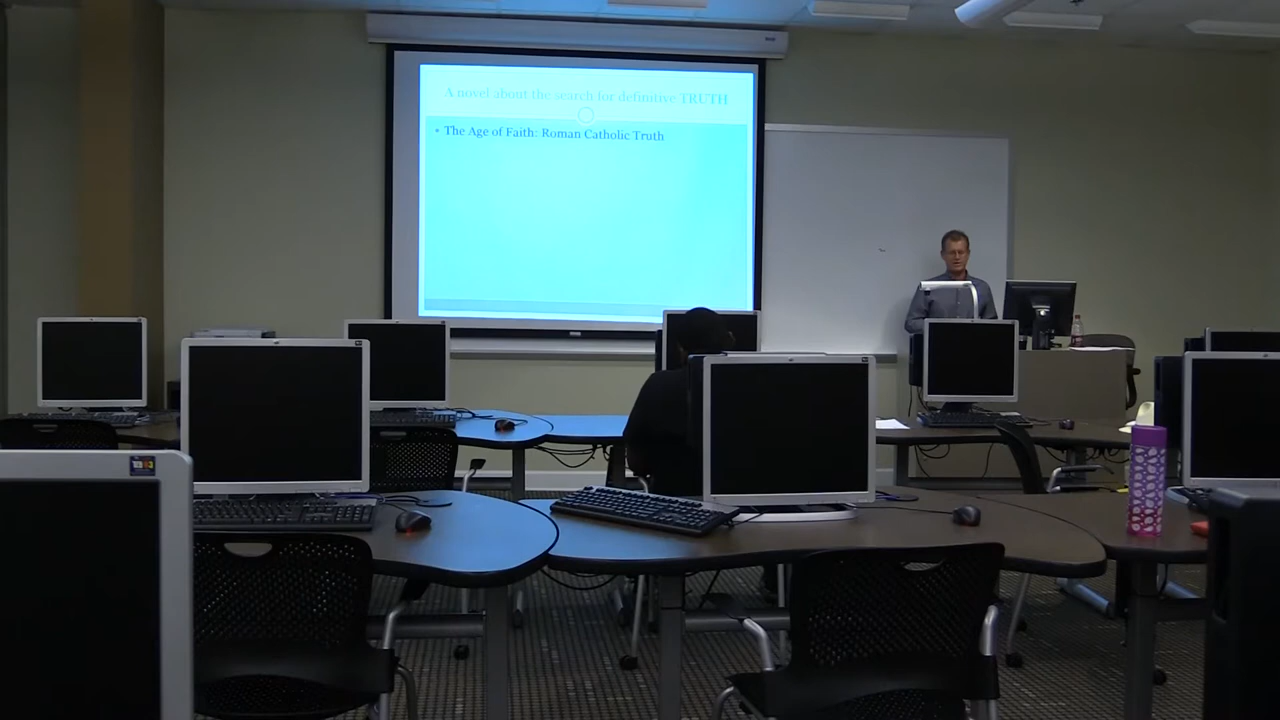 A novel about the search for definitive TRUTH
• The Age of Faith: Roman Catholic Truth